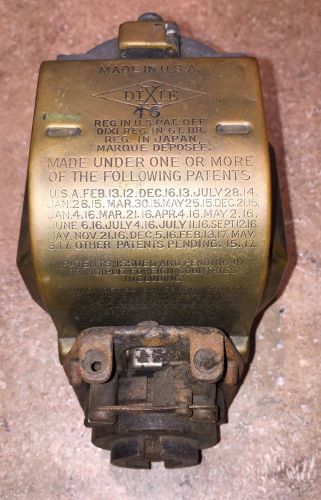 MADE IN U.S.A.
DIXIE
46
REG. IN U.S. PAT. OFF.
DIXI REG. IN GT. BR.
REG. IN JAPAN,
MARQUE DEPOSEE.
MADE UNDER ONE OR MORE
OF THE FOLLOWING PATENTS
U.S.A. FEB.13.12. DEC.16.13. JULY 28.14.
JAN.26.15. MAR.30.15. MAY 25.15. DEC.21.15.
JAN.4.16. MAR.21.16. APR.4.16. MAY 2.16.
JUNE 6.16. JULY 4.16. JULY 11.16. SEPT.12.16.
MAY. NOV.21.16. DEC.5.16. FEB.13.17. MAY.
8.17. OTHER PATENTS PENDING. 15.17.
PATENTS ISSUED AND PENDING IN
PRINCIPLE FOREIGN COUNTRIES
INCLUDING